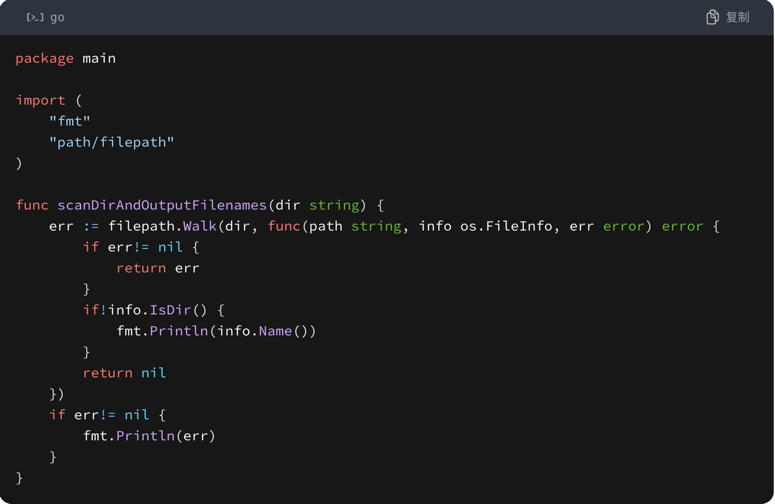 [>_] go
复制
package main

import (
    "fmt"
    "path/filepath"
)

func scanDirAndOutputFilenames(dir string) {
    err := filepath.Walk(dir, func(path string, info os.FileInfo, err error) error {
        if err!= nil {
            return err
        }
        if!info.IsDir() {
            fmt.Println(info.Name())
        }
        return nil
    })
    if err!= nil {
        fmt.Println(err)
    }
}